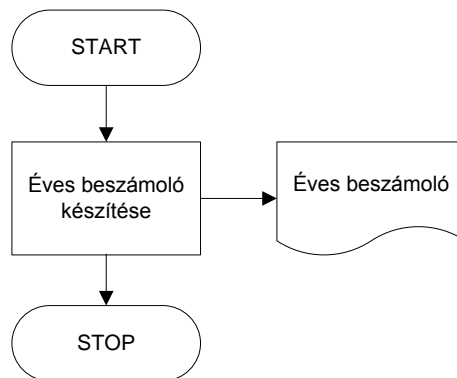 START
Éves beszámoló
készítése
Éves beszámoló
STOP